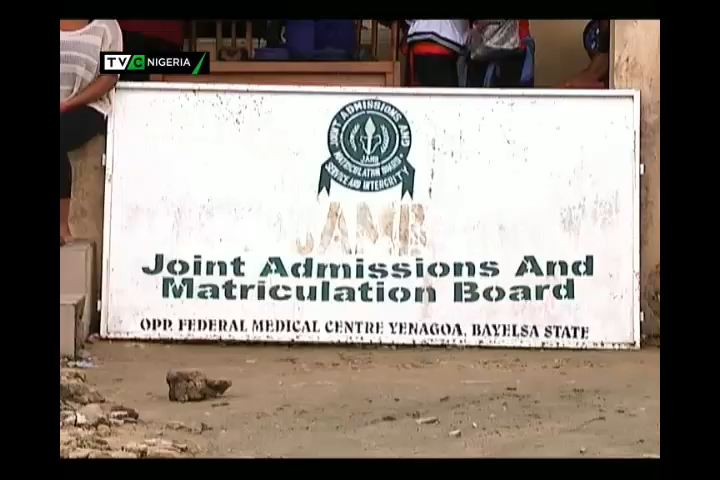 TVC NIGERIA
JOINT ADMISSIONS AND
MATRICULATION BOARD
JAMB
SERVICE AND INTERGRITY
JAMB
Joint Admissions And
Matriculation Board
OPP. FEDERAL MEDICAL CENTRE YENAGOA, BAYELSA STATE